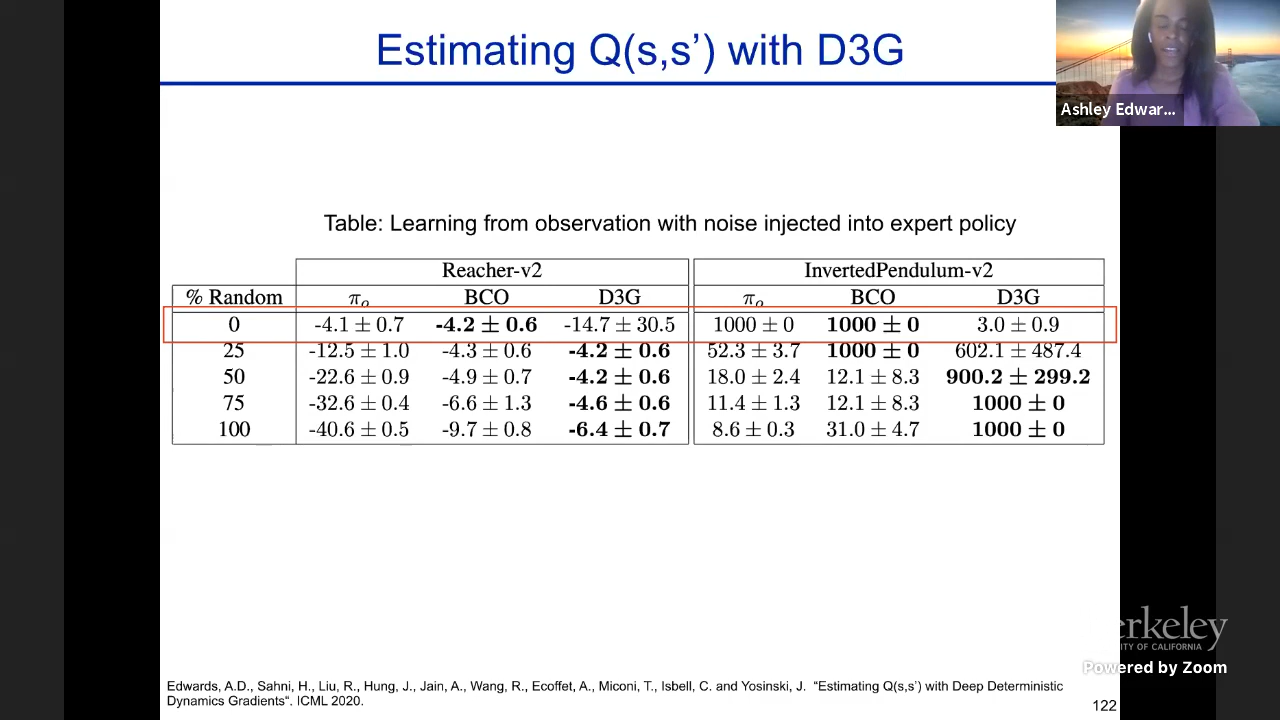 Estimating Q(s,s’) with D3G
Ashley Edwar...
Table: Learning from observation with noise injected into expert policy
Reacher-v2 InvertedPendulum-v2
% Random πo BCO D3G πo BCO D3G
0 -4.1 ± 0.7 -4.2 ± 0.6 -14.7 ± 30.5 1000 ± 0 1000 ± 0 3.0 ± 0.9
25 -12.5 ± 1.0 -4.3 ± 0.6 -4.2 ± 0.6 52.3 ± 3.7 1000 ± 0 602.1 ± 487.4
50 -22.6 ± 0.9 -4.9 ± 0.7 -4.2 ± 0.6 18.0 ± 2.4 12.1 ± 8.3 900.2 ± 299.2
75 -32.6 ± 0.4 -6.6 ± 1.3 -4.6 ± 0.6 11.4 ± 1.3 12.1 ± 8.3 1000 ± 0
100 -40.6 ± 0.5 -9.7 ± 0.8 -6.4 ± 0.7 8.6 ± 0.3 31.0 ± 4.7 1000 ± 0
erkeley
ITY OF CALIFORNIA
Powered by Zoom
Edwards, A.D., Sahni, H., Liu, R., Hung, J., Jain, A., Wang, R., Ecoffet, A., Miconi, T., Isbell, C. and Yosinski, J. “Estimating Q(s,s’) with Deep Deterministic
Dynamics Gradients“. ICML 2020.
122